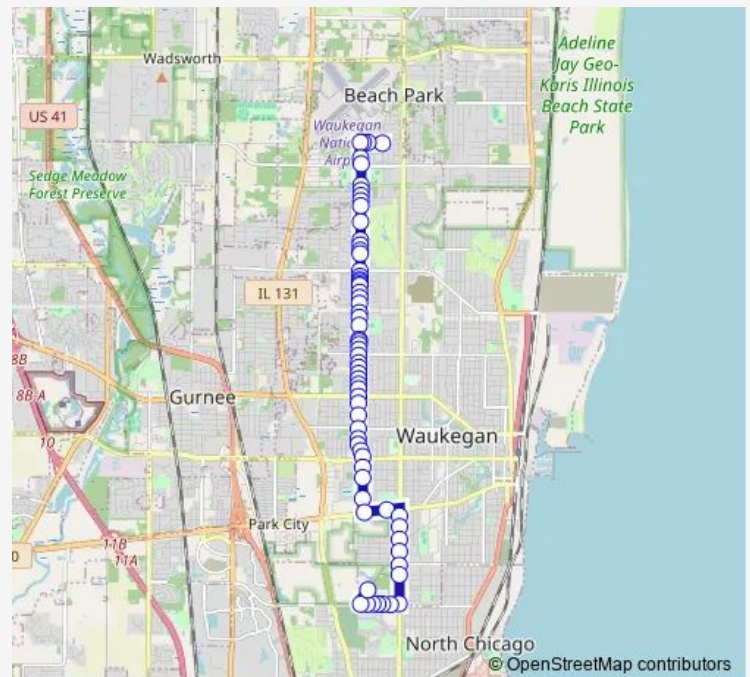 Wadsworth
Adeline
Jay Geo-
Karis Illinois
Beach State
Park
US 41
Beach Park
Waukegan
Natio
Airp
Sedge Meadow
Forest Preserve
IL 131
8B
8B-A
Gurnee
10
Waukegan
Park City
11B
11A
0
North Chicago
© OpenStreetMap contributors